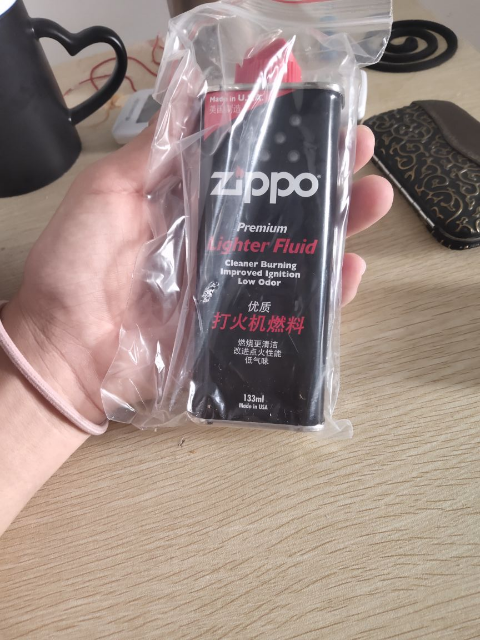 Made in U.S.A.
zippo
Premium
Lighter Fluid
Cleaner Burning
Improved Ignition
Low Odor
优质
打火机燃料
燃烧更清洁
改进点火性能
低气味
133ml
Made in USA